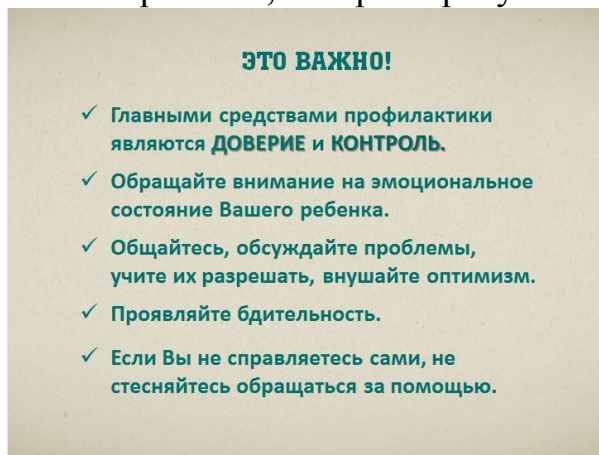 ЭТО ВАЖНО!
✓ Главными средствами профилактики
являются ДОВЕРИЕ и КОНТРОЛЬ.
✓ Обращайте внимание на эмоциональное
состояние Вашего ребенка.
✓ Общайтесь, обсуждайте проблемы,
учите их разрешать, внушайте оптимизм.
✓ Проявляйте бдительность.
✓ Если Вы не справляетесь сами, не
стесняйтесь обращаться за помощью.